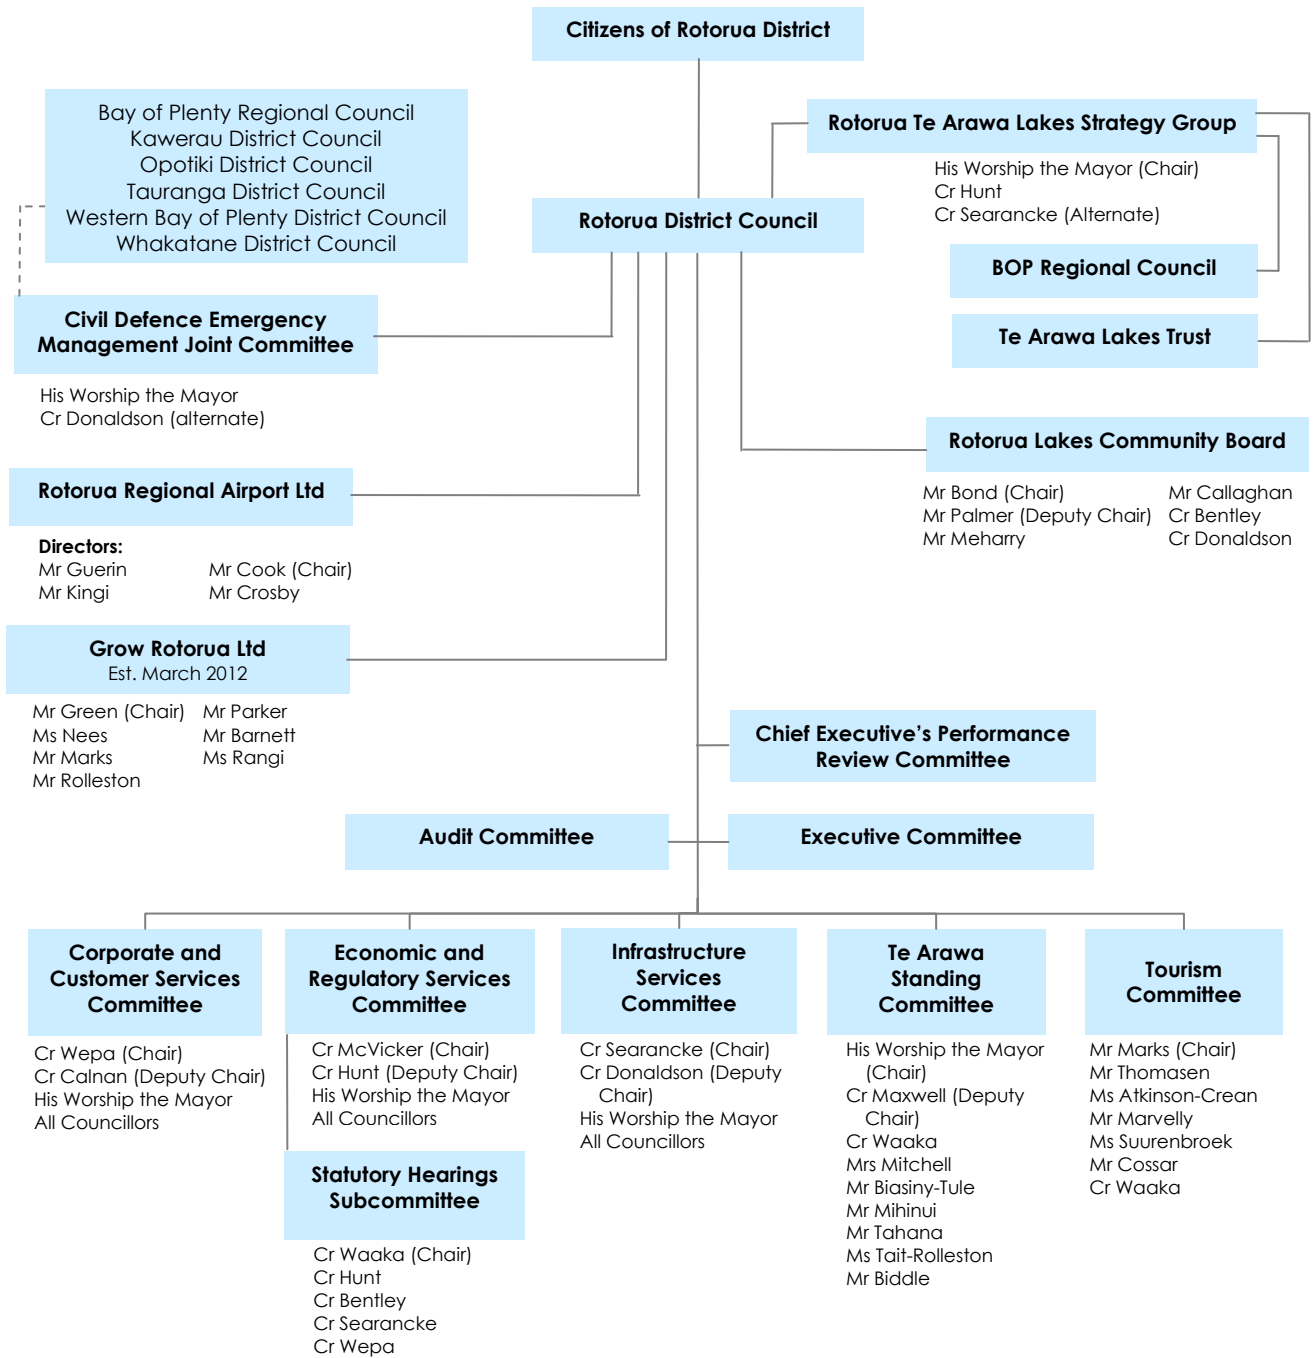 Citizens of Rotorua District
Bay of Plenty Regional Council
Kawerau District Council
Opotiki District Council
Tauranga District Council
Western Bay of Plenty District Council
Whakatane District Council
Rotorua Te Arawa Lakes Strategy Group
His Worship the Mayor (Chair)
Cr Hunt
Cr Searancke (Alternate)
Rotorua District Council
BOP Regional Council
Te Arawa Lakes Trust
Civil Defence Emergency
Management Joint Committee
His Worship the Mayor
Cr Donaldson (alternate)
Rotorua Lakes Community Board
Mr Bond (Chair)
Mr Palmer (Deputy Chair)
Mr Meharry
Mr Callaghan
Cr Bentley
Cr Donaldson
Rotorua Regional Airport Ltd
Directors:
Mr Guerin
Mr Kingi
Mr Cook (Chair)
Mr Crosby
Grow Rotorua Ltd
Est. March 2012
Mr Green (Chair)
Ms Nees
Mr Marks
Mr Rolleston
Mr Parker
Mr Barnett
Ms Rangi
Chief Executive's Performance
Review Committee
Audit Committee
Executive Committee
Corporate and
Customer Services
Committee
Cr Wepa (Chair)
Cr Calnan (Deputy Chair)
His Worship the Mayor
All Councillors
Economic and
Regulatory Services
Committee
Cr McVicker (Chair)
Cr Hunt (Deputy Chair)
His Worship the Mayor
All Councillors
Statutory Hearings
Subcommittee
Cr Waaka (Chair)
Cr Hunt
Cr Bentley
Cr Searancke
Cr Wepa
Infrastructure
Services
Committee
Cr Searancke (Chair)
Cr Donaldson (Deputy
Chair)
His Worship the Mayor
All Councillors
Te Arawa
Standing
Committee
His Worship the Mayor
(Chair)
Cr Maxwell (Deputy
Chair)
Cr Waaka
Mrs Mitchell
Mr Biasiny-Tule
Mr Mihinui
Mr Tahana
Ms Tait-Rolleston
Mr Biddle
Tourism
Committee
Mr Marks (Chair)
Mr Thomasen
Ms Atkinson-Crean
Mr Marvelly
Ms Suurenbroek
Mr Cossar
Cr Waaka